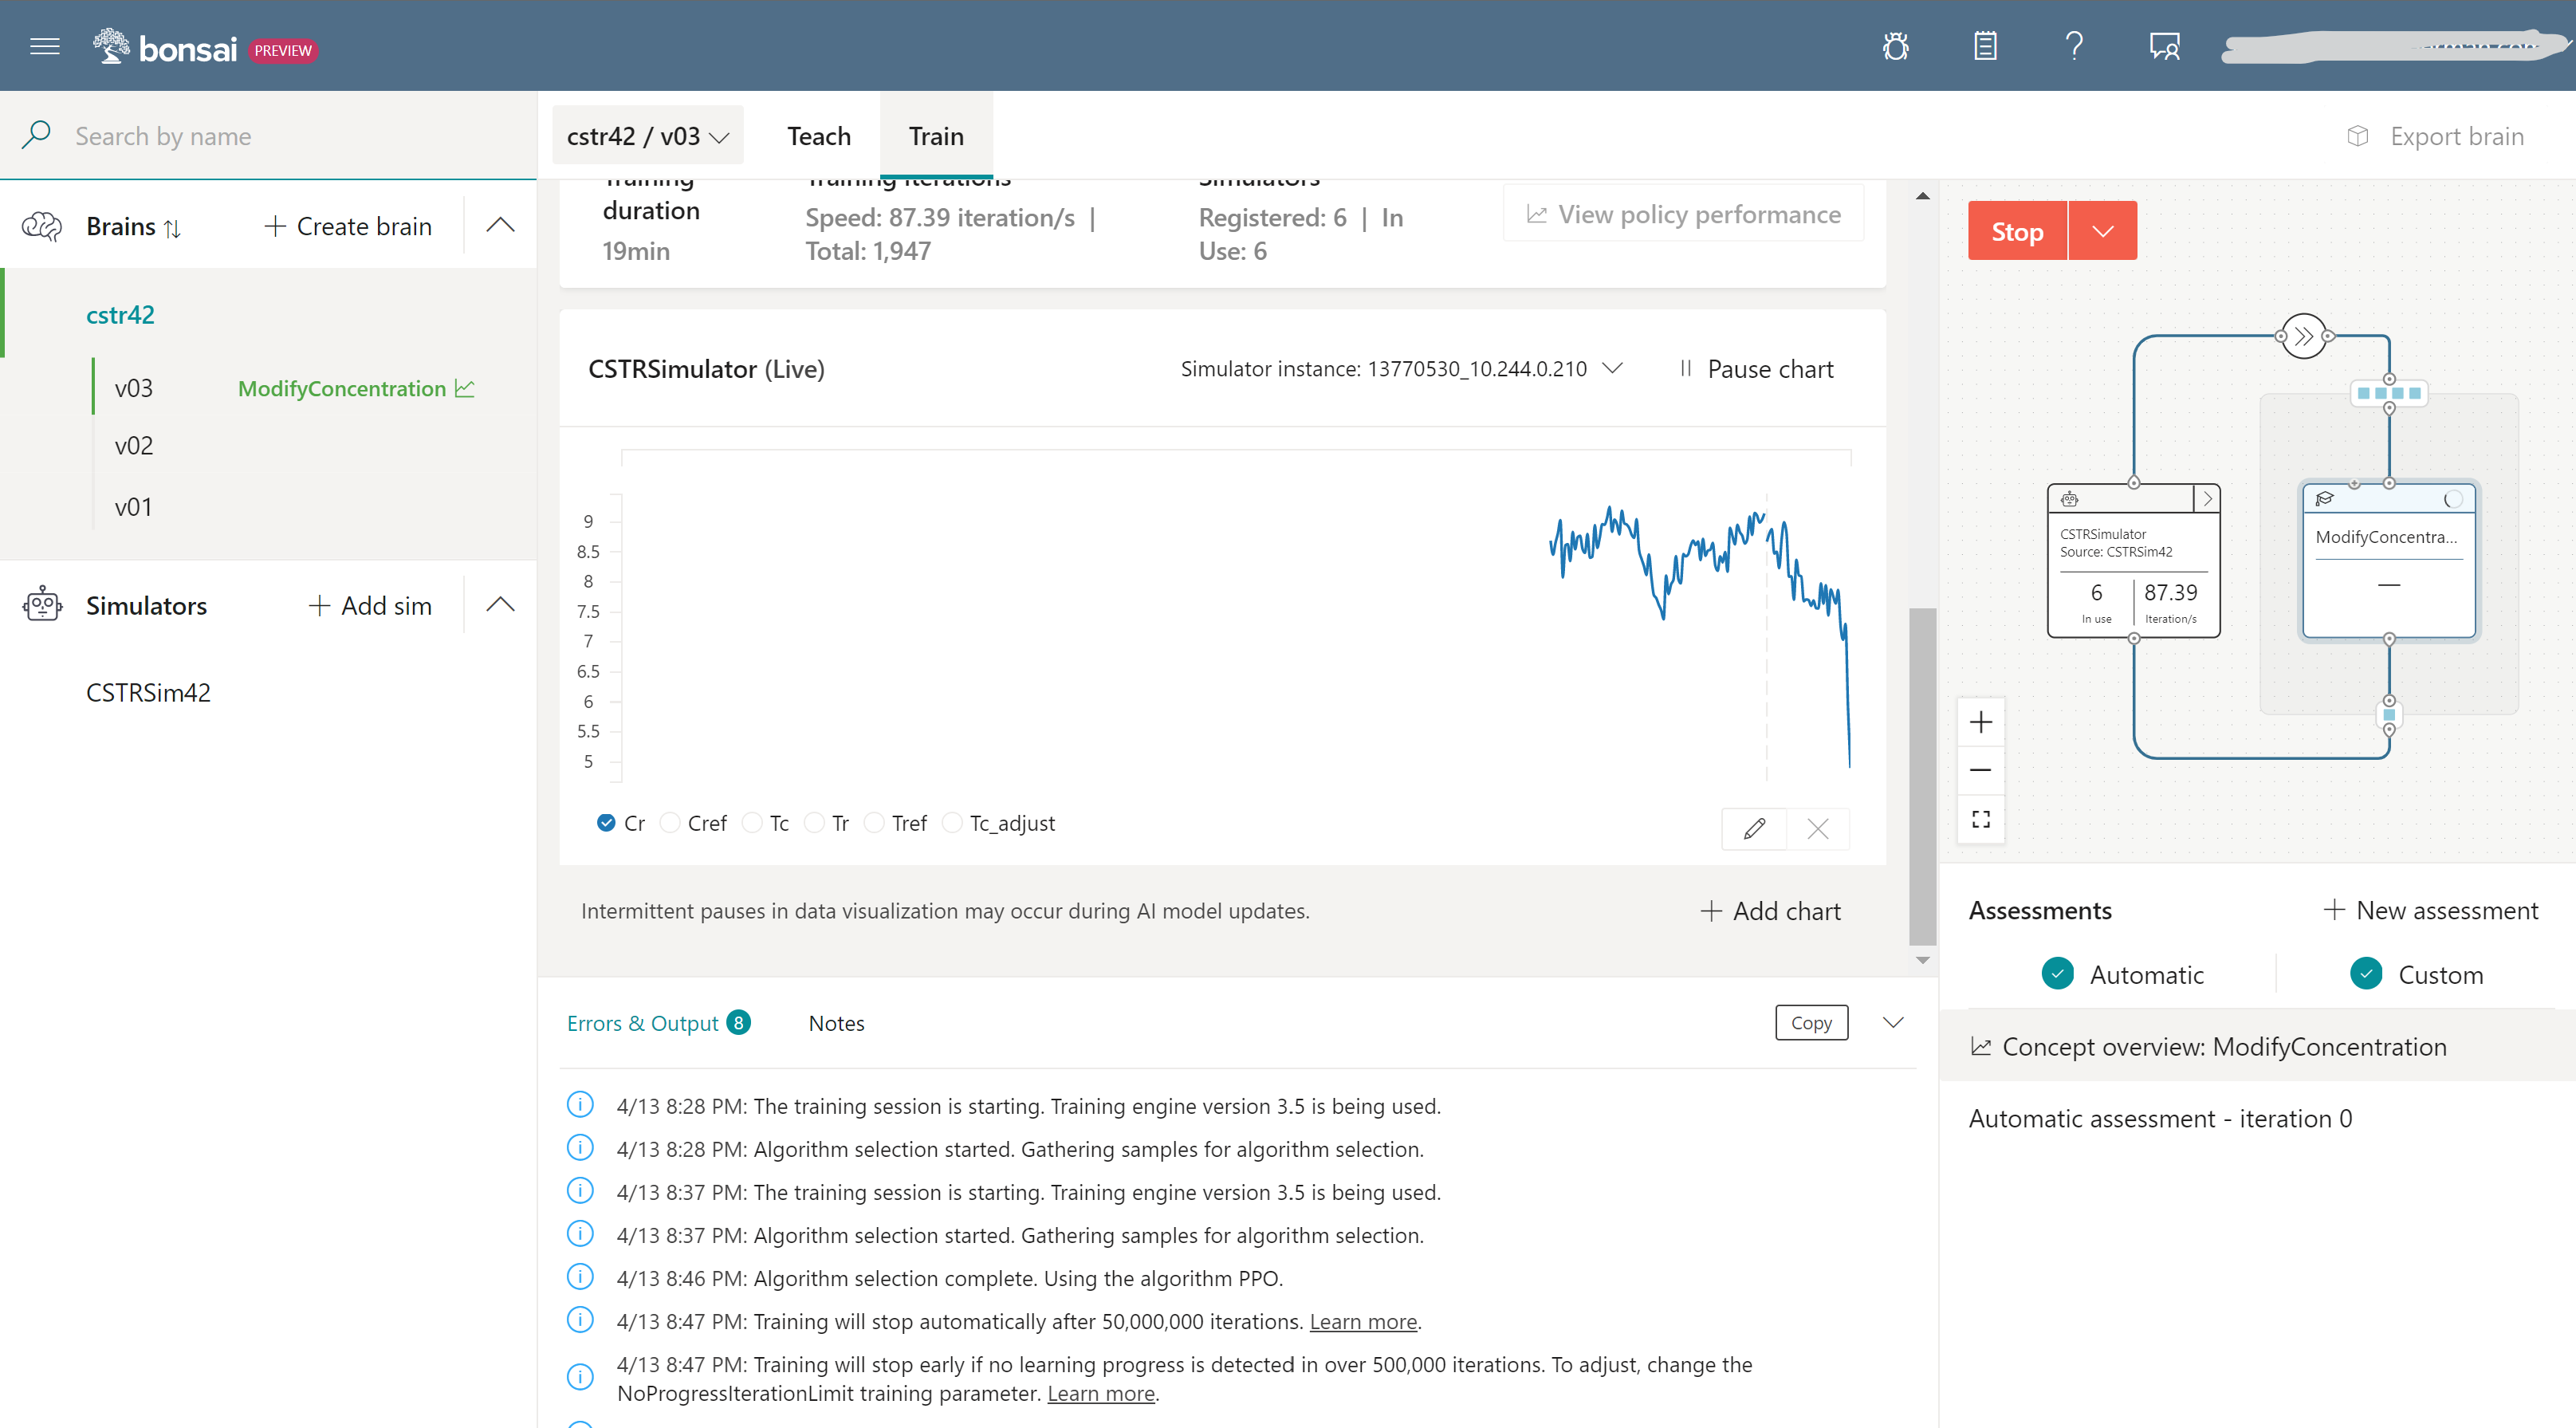 bonsai PREVIEW
Search by name
cstr42 / v03
Teach
Train
Export brain
Brains
Create brain
cstr42
v03
ModifyConcentration
v02
v01
Simulators
Add sim
CSTRSim42
Training
duration
19min
Training iterations
Speed: 87.39 iteration/s |
Total: 1,947
Simulators
Registered: 6 | In
Use: 6
View policy performance
CSTRSimulator (Live)
Simulator instance: 13770530_10.244.0.210
Pause chart
9
8.5
8
7.5
7
6.5
6
5.5
5
Cr
Cref
Tc
Tr
Tref
Tc_adjust
Intermittent pauses in data visualization may occur during AI model updates.
Add chart
Errors & Output 8
Notes
Copy
4/13 8:28 PM: The training session is starting. Training engine version 3.5 is being used.
4/13 8:28 PM: Algorithm selection started. Gathering samples for algorithm selection.
4/13 8:37 PM: The training session is starting. Training engine version 3.5 is being used.
4/13 8:37 PM: Algorithm selection started. Gathering samples for algorithm selection.
4/13 8:46 PM: Algorithm selection complete. Using the algorithm PPO.
4/13 8:47 PM: Training will stop automatically after 50,000,000 iterations. Learn more.
4/13 8:47 PM: Training will stop early if no learning progress is detected in over 500,000 iterations. To adjust, change the
NoProgressIterationLimit training parameter. Learn more.
Stop
CSTRSimulator
Source: CSTRSim42
6
In use
87.39
Iteration/s
ModifyConcentra...
Assessments
New assessment
Automatic
Custom
Concept overview: ModifyConcentration
Automatic assessment - iteration 0